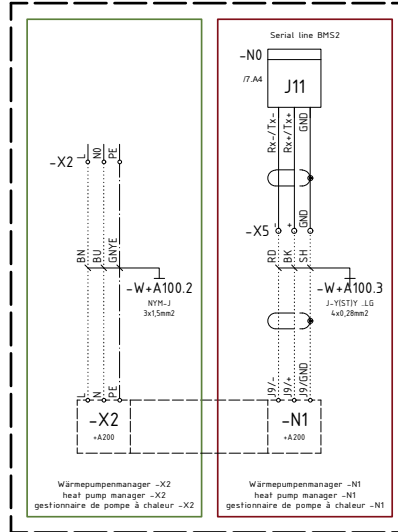 Serial line BMS2
-N0
/7.A4
J11
Rx-/Tx-
Rx+/Tx+
GND
-X2
L
N0
PE
-X5
-
+
GND
BN
BU
GNYE
RD
BK
SH
-W+A100.2
NYM-J
3x1,5mm2
-W+A100.3
J-Y(ST)Y .LG
4x0,28mm2
L
N
PE
J9/-
J9/+
J9/GND
-X2
+A200
-N1
+A200
Wärmepumpenmanager -X2
heat pump manager -X2
gestionnaire de pompe à chaleur -X2
Wärmepumpenmanager -N1
heat pump manager -N1
gestionnaire de pompe à chaleur -N1